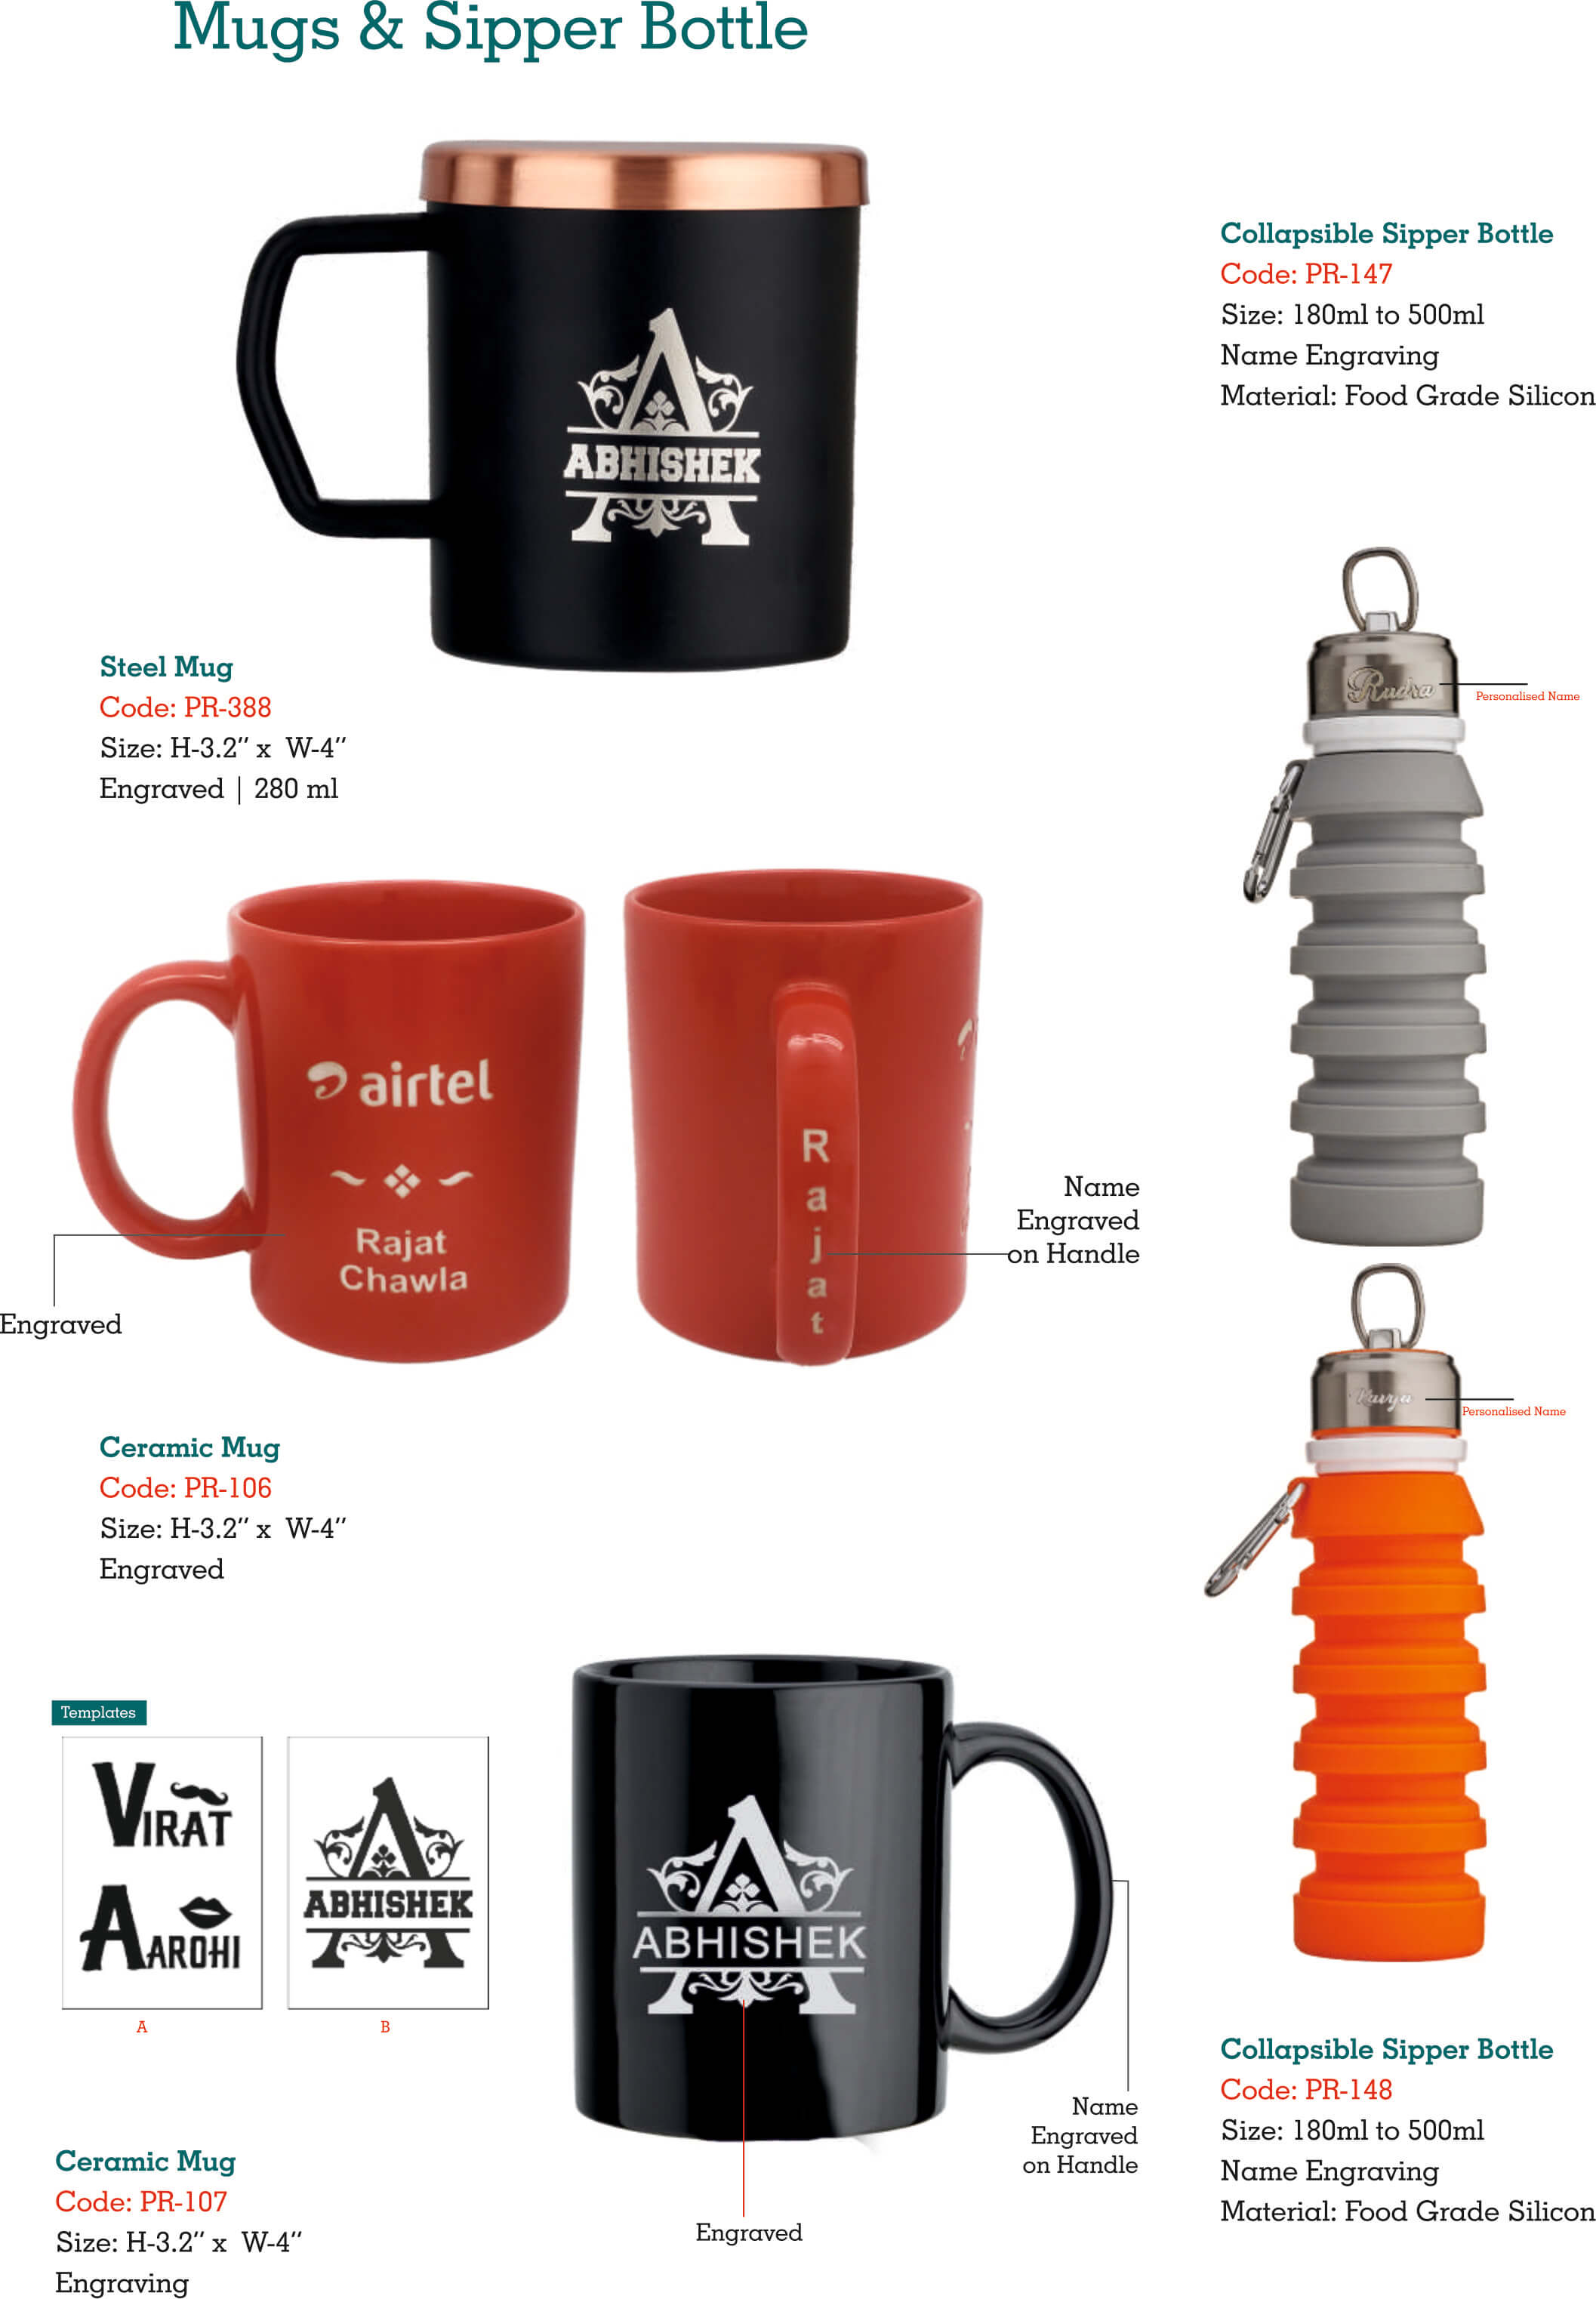 Mugs & Sipper Bottle
ABHISHEK
Steel Mug
Code: PR-388
Size: H-3.2" x W-4"
Engraved | 280 ml
Collapsible Sipper Bottle
Code: PR-147
Size: 180ml to 500ml
Name Engraving
Material: Food Grade Silicon
Rudra
Personalised Name
airtel
Rajat
Chawla
Engraved
Rajat
Name
Engraved
on Handle
Ceramic Mug
Code: PR-106
Size: H-3.2" x W-4"
Engraved
Kavya
Personalised Name
Templates
VIRAT
AAROHI
A
A
ABHISHEK
B
A
ABHISHEK
Name
Engraved
on Handle
Engraved
Ceramic Mug
Code: PR-107
Size: H-3.2" x W-4"
Engraving
Collapsible Sipper Bottle
Code: PR-148
Size: 180ml to 500ml
Name Engraving
Material: Food Grade Silicon